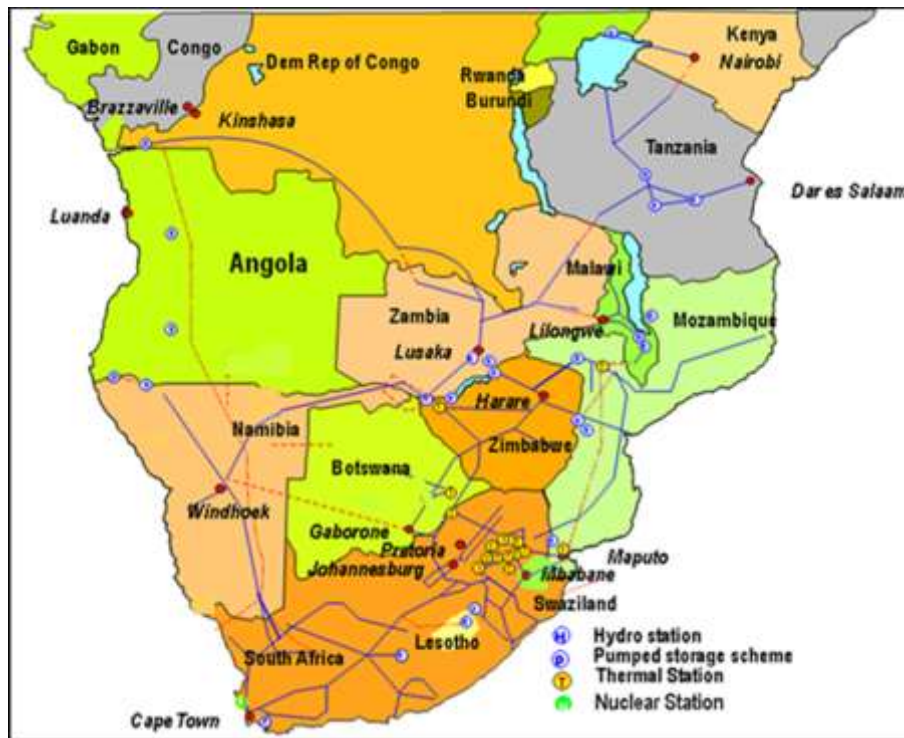 Gabon
Congo
Dem Rep of Congo
Kenya
Nairobi
Rwanda
Burundi
Brazzaville
Kinshasa
Tanzania
Dar es Salaam
Luanda
Angola
Malawi
Zambia
Lilongwe
Mozambique
Lusaka
Harare
Namibia
Zimbabwe
Botswana
Windhoek
Gaborone
Pretoria
Johannesburg
Maputo
Mbabane
Swaziland
Lesotho
South Africa
Cape Town
H Hydro station
P Pumped storage scheme
T Thermal Station
Nuclear Station